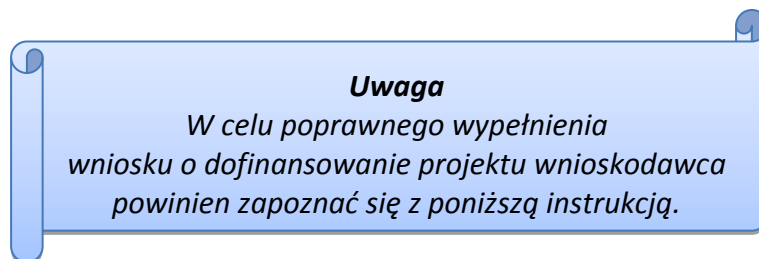 Uwaga
W celu poprawnego wypełnienia
wniosku o dofinansowanie projektu wnioskodawca
powinien zapoznać się z poniższą instrukcją.